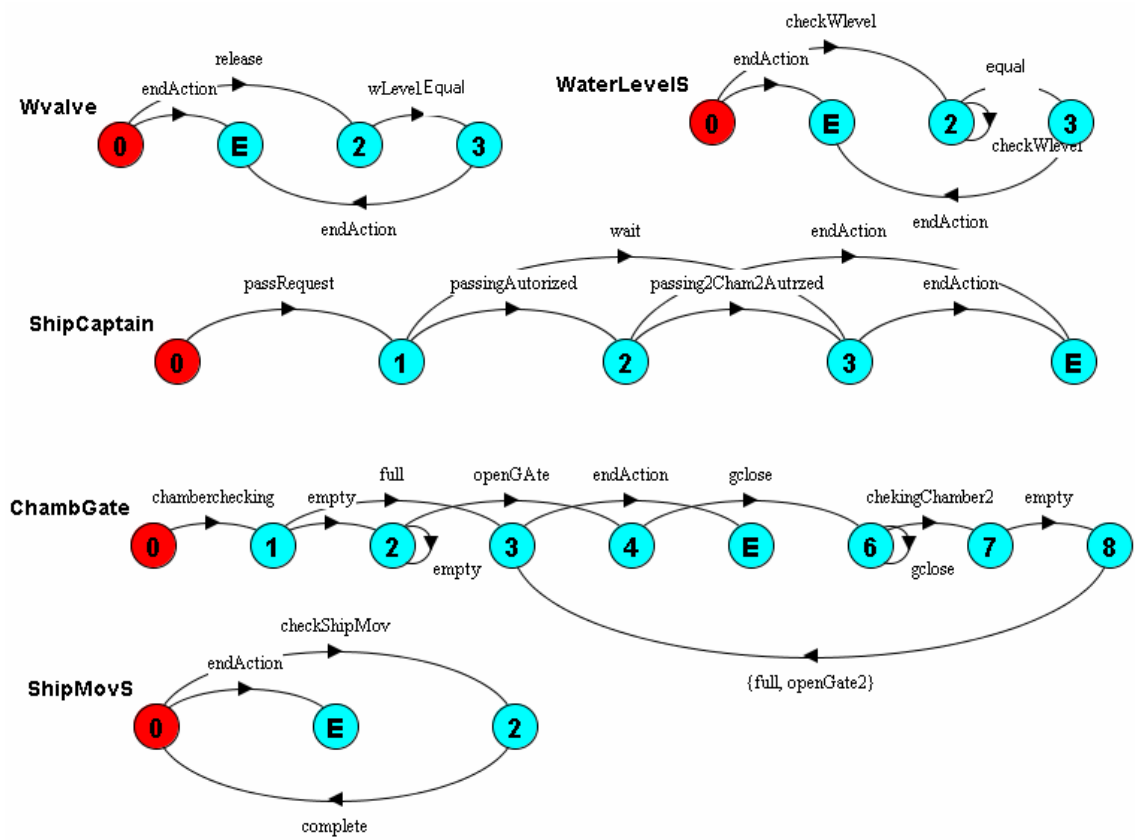 Wvalve
release
endAction
wLevelEqual
0
E
2
3
endAction
WaterLevelS
checkWlevel
endAction
equal
0
E
2
3
checkWlevel
endAction
ShipCaptain
wait
endAction
passRequest
passingAutorized
passing2Cham2Autrzed
endAction
0
1
2
3
E
ChambGate
full
openGAte
endAction
gclose
chamberchecking
empty
chekingChamber2
empty
0
1
2
3
4
E
6
7
8
empty
gclose
{full, openGate2}
ShipMovS
checkShipMov
endAction
0
E
2
complete